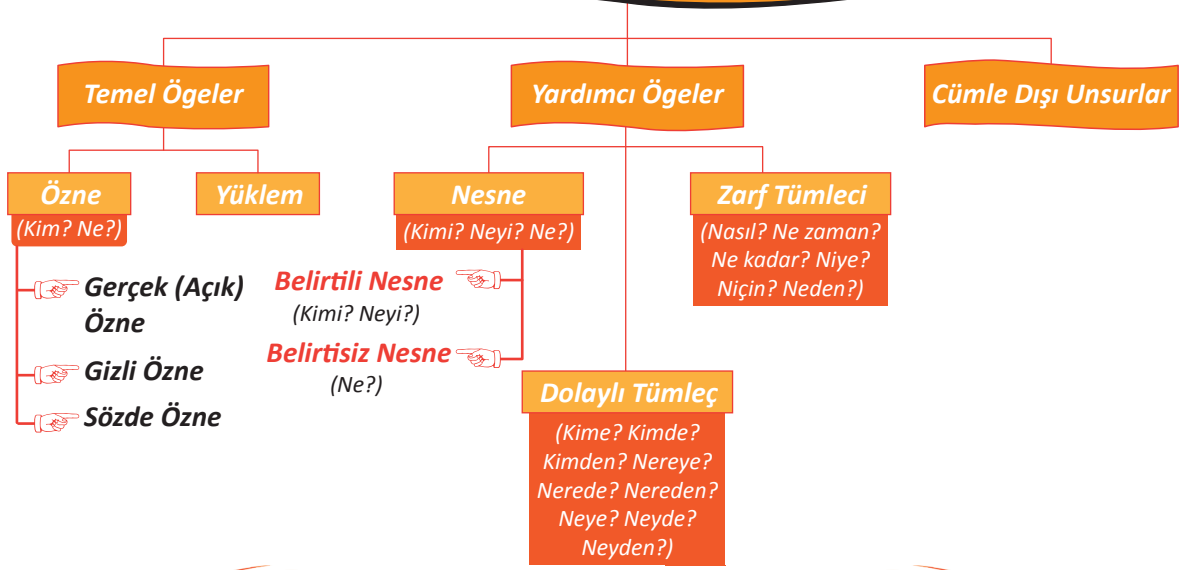 Temel Ögeler
Yardımcı Ögeler
Cümle Dışı Unsurlar
Özne
(Kim? Ne?)
Yüklem
Nesne
(Kimi? Neyi? Ne?)
Zarf Tümleci
(Nasıl? Ne zaman?
Ne kadar? Niye?
Niçin? Neden?)
Gerçek (Açık)
Özne
Gizli Özne
Sözde Özne
Belirtili Nesne
(Kimi? Neyi?)
Belirtisiz Nesne
(Ne?)
Dolaylı Tümleç
(Kime? Kimde?
Kimden? Nereye?
Nerede? Nereden?
Neye? Neyde?
Neyden?)